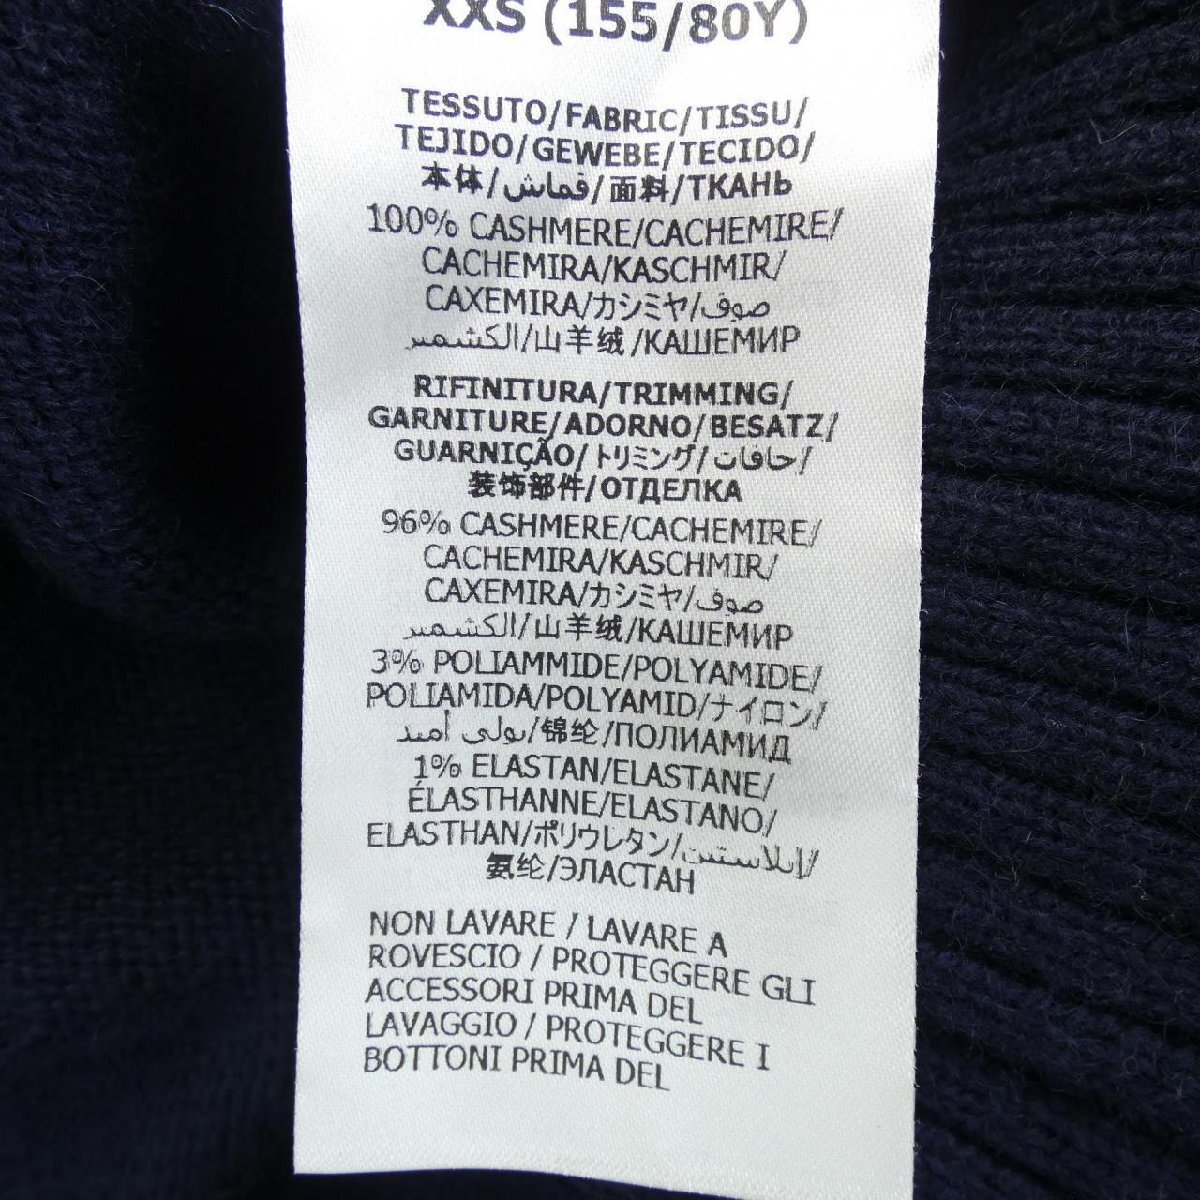 XXS (155/80Y)
TESSUTO/FABRIC/TISSU/
TEJIDO/GEWEBE/TECIDO/
本体/قماش/面料/ТКАНЬ
100% CASHMERE/CACHEMIRE/
CACHEMIRA/KASCHMIR/
CAXEMIRA/カシミヤ/صوف
الكشمير/山羊绒/КАШЕМИР
RIFINITURA/TRIMMING/
GARNITURE/ADORNO/BESATZ/
GUARNIÇÃO/トリミング/حافات/
装饰部件/ОТДЕЛКА
96% CASHMERE/CACHEMIRE/
CACHEMIRA/KASCHMIR/
CAXEMIRA/カシミヤ/صوف
الكشمير/山羊绒/КАШЕМИР
3% POLIAMMIDE/POLYAMIDE/
POLIAMIDA/POLYAMID/ナイロン/
بولي أميد/锦纶/ПОЛИАМИД
1% ELASTAN/ELASTANE/
ÉLASTHANNE/ELASTANO/
ELASTHAN/ポリウレタン/إيلاستين/
氨纶/ЭЛАСТАН
NON LAVARE / LAVARE A
ROVESCIO / PROTEGGERE GLI
ACCESSORI PRIMA DEL
LAVAGGIO / PROTEGGERE I
BOTTONI PRIMA DEL